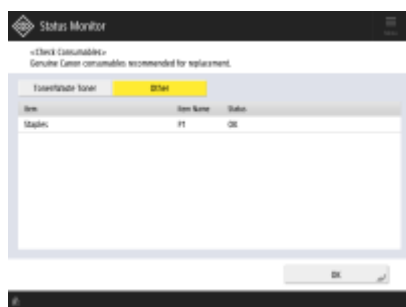 Status Monitor
Menu
<Check Consumables>
Genuine Canon consumables recommended for replacement.
Toner/Waste Toner Other
Item Item Name Status
Staples P1 OK
OK